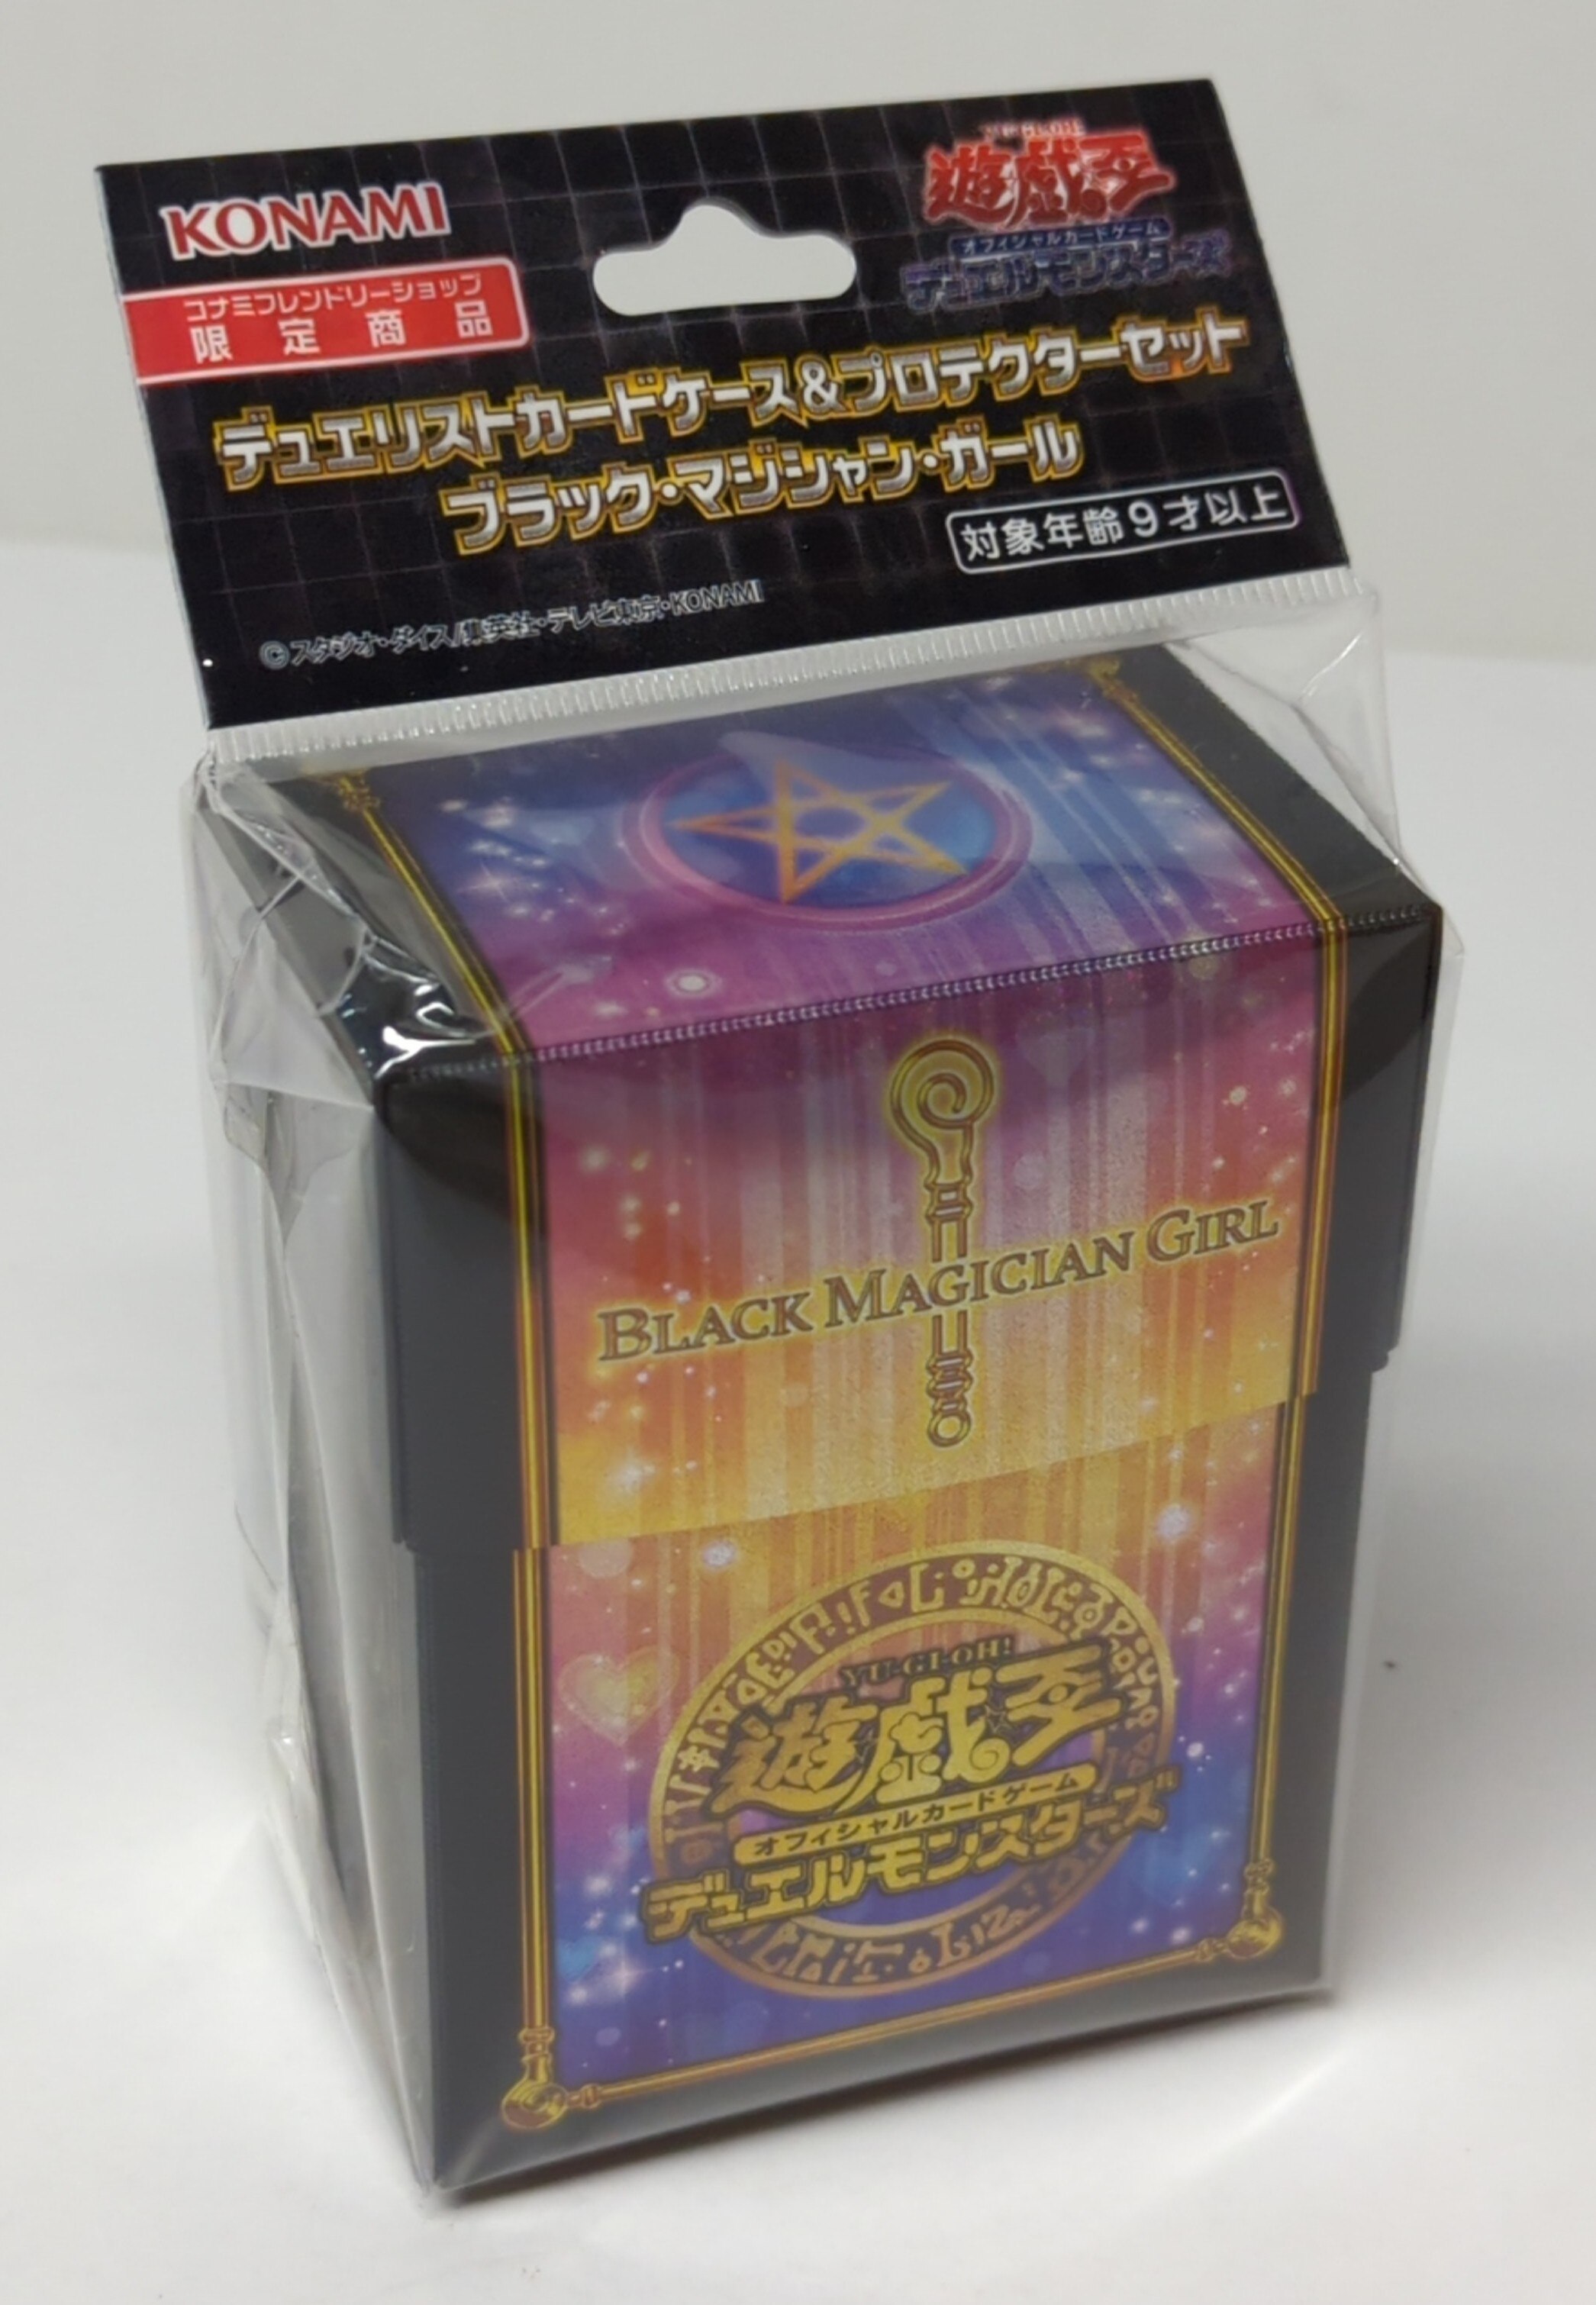 KONAMI
コナミフレンドリーショップ
限定商品
YU-GI-OH!
遊戯王
オフィシャルカードゲーム
デュエルモンスターズ
デュエリストカードケース&プロテクターセット
ブラック・マジシャン・ガール
対象年齢9才以上
©スタジオ・ダイス/集英社・テレビ東京・KONAMI
BLACK MAGICIAN GIRL
YU-GI-OH!
遊戯王
オフィシャルカードゲーム
デュエルモンスターズ